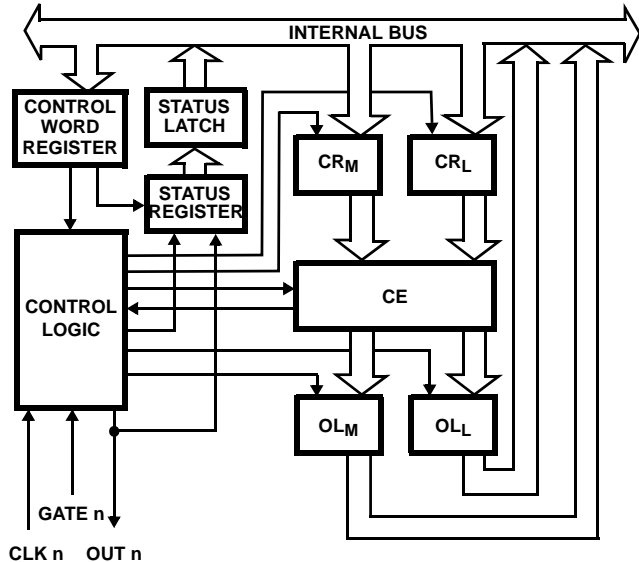 INTERNAL BUS
CONTROL
WORD
REGISTER
STATUS
LATCH
CRM
CRL
STATUS
REGISTER
CONTROL
LOGIC
CE
OLM
OLL
GATE n
CLK n
OUT n